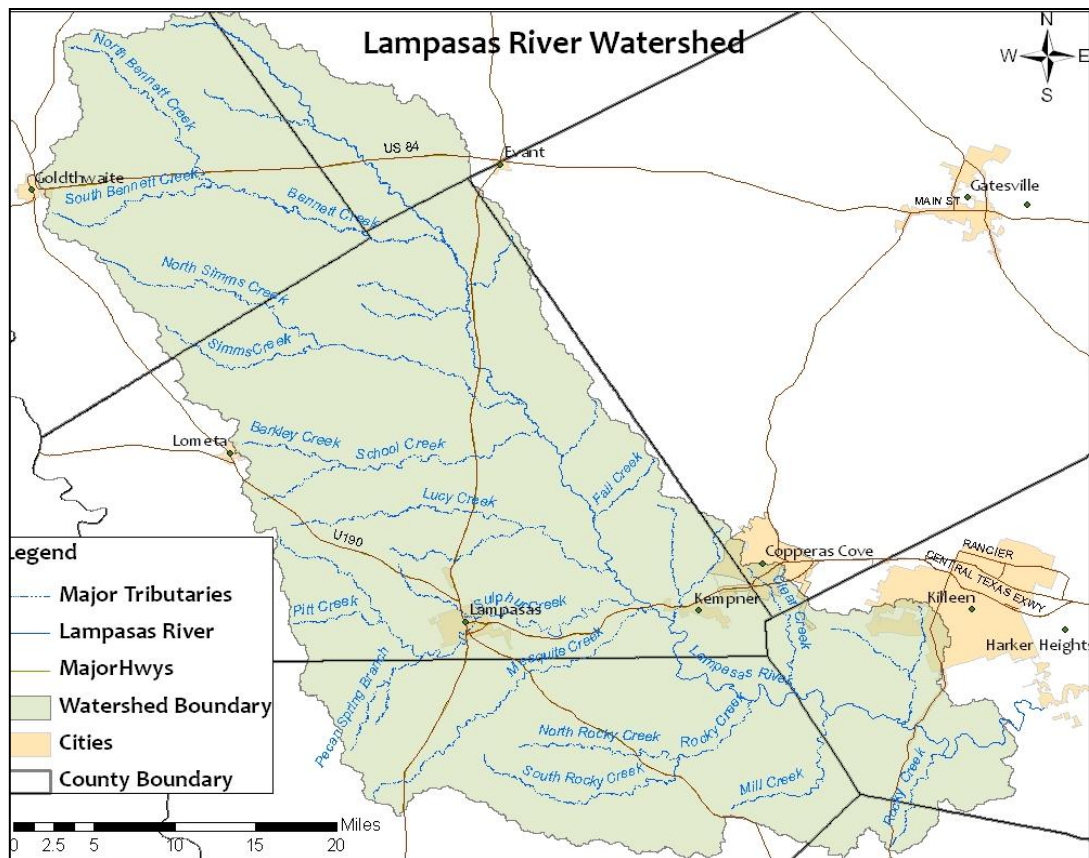 Lampasas River Watershed
N
W E
S
North Bennett Creek
US 84
Evant
Goldthwaite
South Bennett Creek
Bennett Creek
Gatesville
MAIN ST
North Simms Creek
Simms Creek
Lometa
Barkley Creek
School Creek
Fall Creek
Lucy Creek
U190
Copperas Cove
RANCIER
CENTRAL TEXAS EXWY
Killeen
Kempner
Clear Creek
Harker Heights
Sulphur Creek
Lampasas
Pitt Creek
Mesquite Creek
Lampasas River
Pecan Spring Branch
North Rocky Creek
Rocky Creek
South Rocky Creek
Mill Creek
Rocky Creek
Legend
Major Tributaries
Lampasas River
Major Hwys
Watershed Boundary
Cities
County Boundary
Miles
0 2.5 5 10 15 20